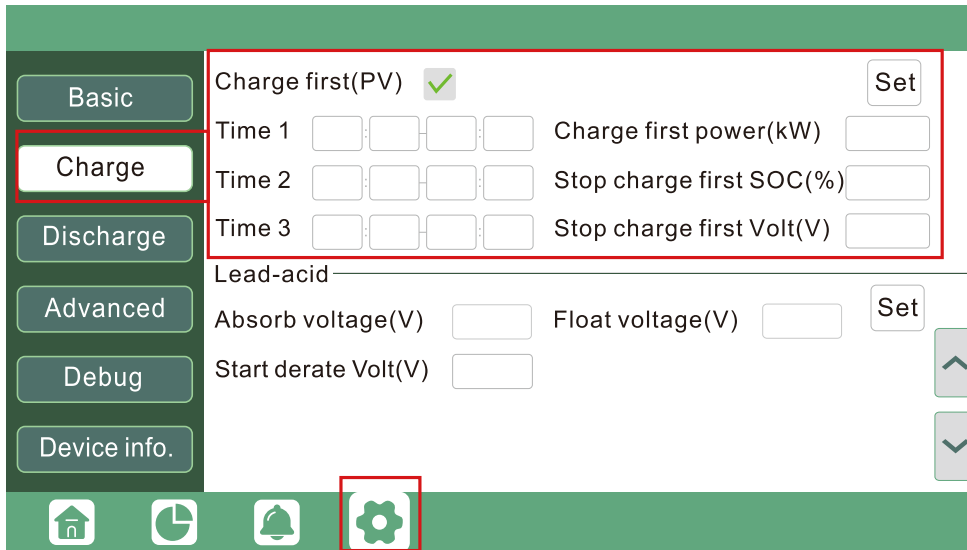 Basic
Charge
Discharge
Advanced
Debug
Device info.
Charge first(PV)
Set
Time 1 : - : Charge first power(kW)
Time 2 : - : Stop charge first SOC(%)
Time 3 : - : Stop charge first Volt(V)
Lead-acid
Absorb voltage(V) Float voltage(V) Set
Start derate Volt(V)